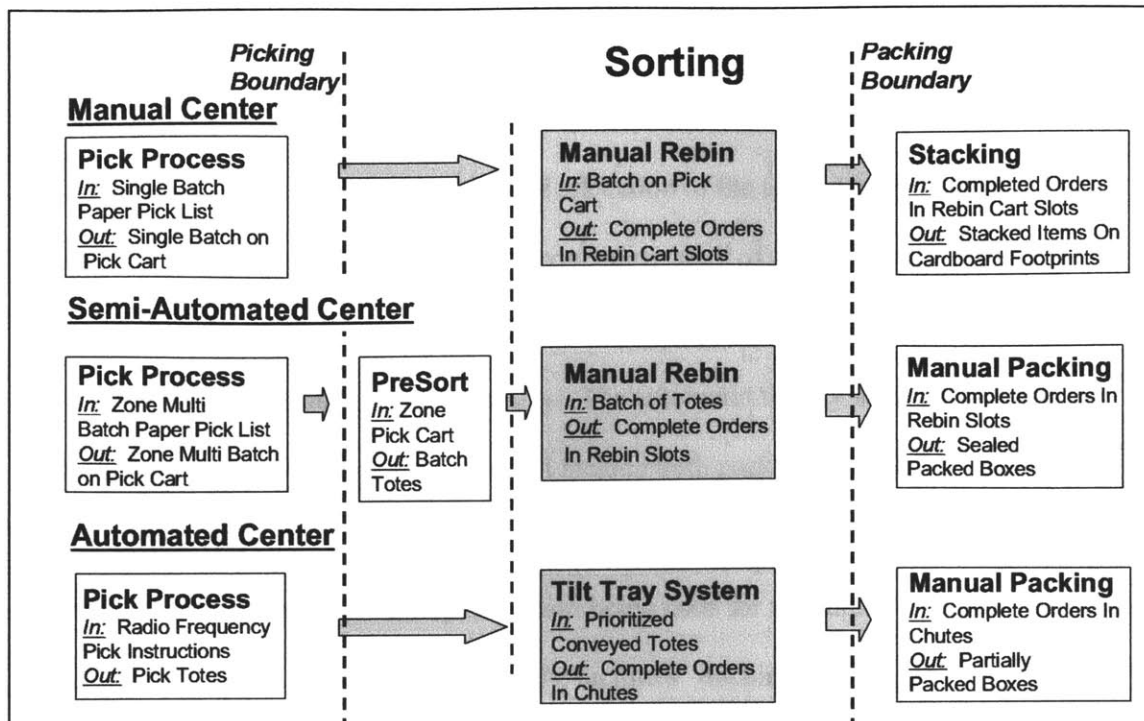 Picking
Boundary
Sorting
Packing
Boundary
Manual Center
Pick Process
In: Single Batch
Paper Pick List
Out: Single Batch on
Pick Cart
Manual Rebin
In: Batch on Pick
Cart
Out: Complete Orders
In Rebin Cart Slots
Stacking
In: Completed Orders
In Rebin Cart Slots
Out: Stacked Items On
Cardboard Footprints
Semi-Automated Center
Pick Process
In: Zone Multi
Batch Paper Pick List
Out: Zone Multi Batch
on Pick Cart
PreSort
In: Zone
Pick Cart
Out: Batch
Totes
Manual Rebin
In: Batch of Totes
Out: Complete Orders
In Rebin Slots
Manual Packing
In: Complete Orders In
Rebin Slots
Out: Sealed
Packed Boxes
Automated Center
Pick Process
In: Radio Frequency
Pick Instructions
Out: Pick Totes
Tilt Tray System
In: Prioritized
Conveyed Totes
Out: Complete Orders
In Chutes
Manual Packing
In: Complete Orders In
Chutes
Out: Partially
Packed Boxes